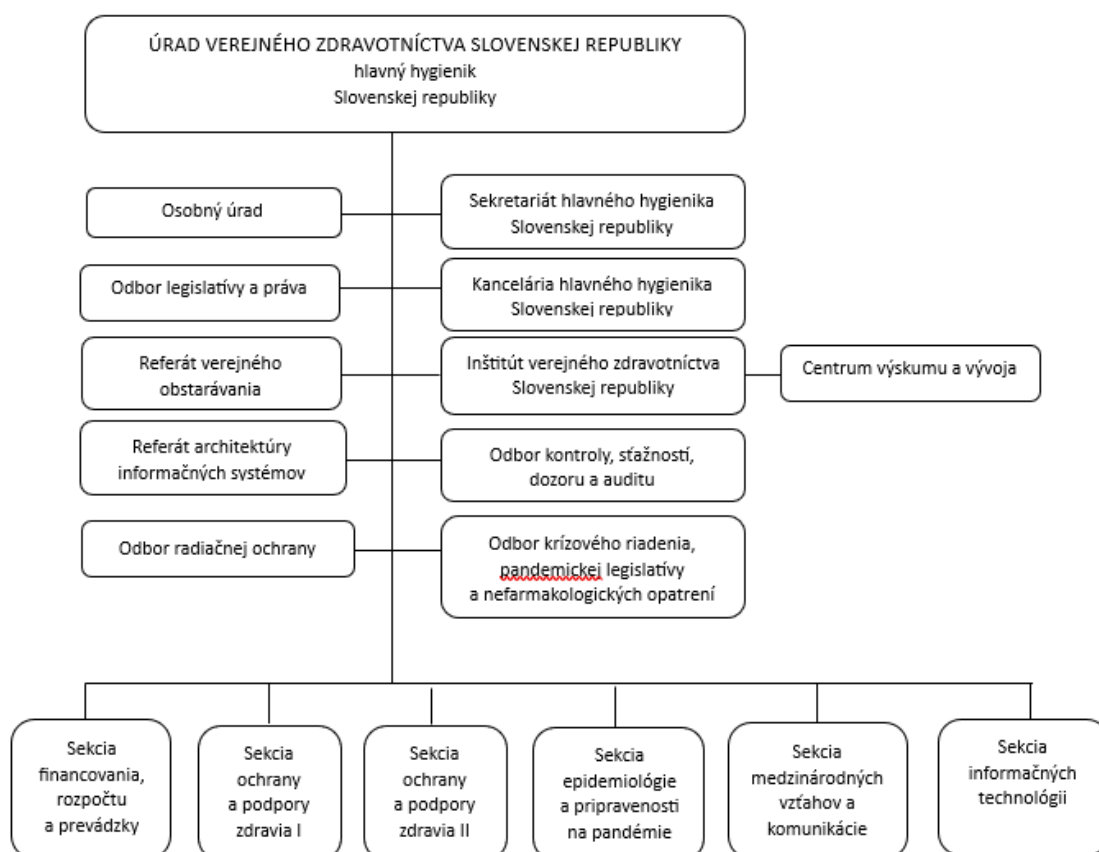 ÚRAD VEREJNÉHO ZDRAVOTNÍCTVA SLOVENSKEJ REPUBLIKY
hlavný hygienik
Slovenskej republiky
Osobný úrad
Sekretariát hlavného hygienika
Slovenskej republiky
Odbor legislatívy a práva
Kancelária hlavného hygienika
Slovenskej republiky
Referát verejného
obstarávania
Inštitút verejného zdravotníctva
Slovenskej republiky
Centrum výskumu a vývoja
Referát architektúry
informačných systémov
Odbor kontroly, sťažností,
dozoru a auditu
Odbor radiačnej ochrany
Odbor krízového riadenia,
pandemickej legislatívy
a nefarmakologických opatrení
Sekcia
financovania,
rozpočtu
a prevádzky
Sekcia
ochrany
a podpory
zdravia I
Sekcia
ochrany
a podpory
zdravia II
Sekcia
epidemiológie
a pripravenosti
na pandémie
Sekcia
medzinárodných
vzťahov a
komunikácie
Sekcia
informačných
technológii